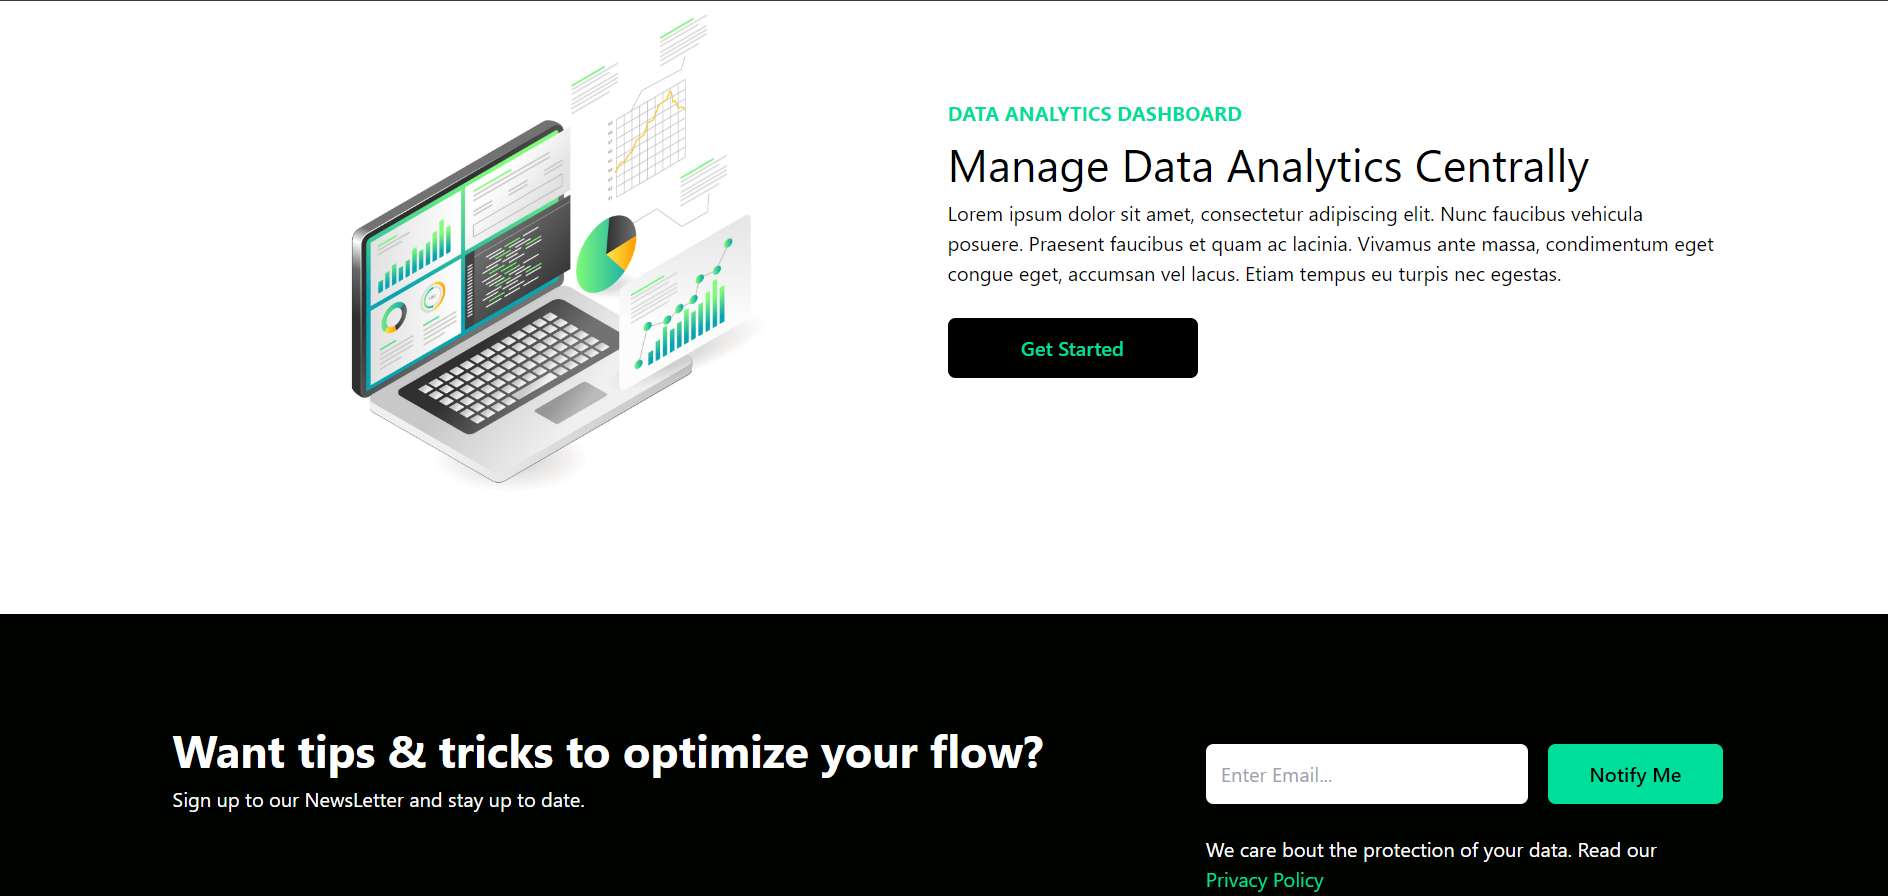 DATA ANALYTICS DASHBOARD
Manage Data Analytics Centrally
Lorem ipsum dolor sit amet, consectetur adipiscing elit. Nunc faucibus vehicula
posuere. Praesent faucibus et quam ac lacinia. Vivamus ante massa, condimentum eget
congue eget, accumsan vel lacus. Etiam tempus eu turpis nec egestas.
Get Started
Want tips & tricks to optimize your flow?
Sign up to our NewsLetter and stay up to date.
Enter Email...
Notify Me
We care bout the protection of your data. Read our
Privacy Policy